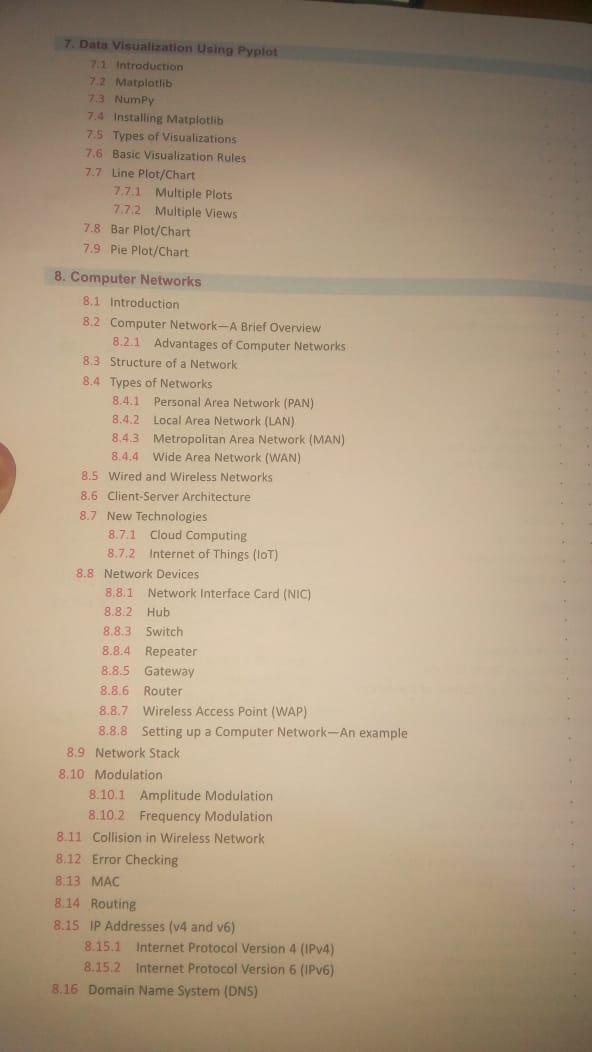 7. Data Visualization Using Pyplot
7.1 Introduction
7.2 Matplotlib
7.3 NumPy
7.4 Installing Matplotlib
7.5 Types of Visualizations
7.6 Basic Visualization Rules
7.7 Line Plot/Chart
7.7.1 Multiple Plots
7.7.2 Multiple Views
7.8 Bar Plot/Chart
7.9 Pie Plot/Chart
8. Computer Networks
8.1 Introduction
8.2 Computer Network—A Brief Overview
8.2.1 Advantages of Computer Networks
8.3 Structure of a Network
8.4 Types of Networks
8.4.1 Personal Area Network (PAN)
8.4.2 Local Area Network (LAN)
8.4.3 Metropolitan Area Network (MAN)
8.4.4 Wide Area Network (WAN)
8.5 Wired and Wireless Networks
8.6 Client-Server Architecture
8.7 New Technologies
8.7.1 Cloud Computing
8.7.2 Internet of Things (IoT)
8.8 Network Devices
8.8.1 Network Interface Card (NIC)
8.8.2 Hub
8.8.3 Switch
8.8.4 Repeater
8.8.5 Gateway
8.8.6 Router
8.8.7 Wireless Access Point (WAP)
8.8.8 Setting up a Computer Network—An example
8.9 Network Stack
8.10 Modulation
8.10.1 Amplitude Modulation
8.10.2 Frequency Modulation
8.11 Collision in Wireless Network
8.12 Error Checking
8.13 MAC
8.14 Routing
8.15 IP Addresses (v4 and v6)
8.15.1 Internet Protocol Version 4 (IPv4)
8.15.2 Internet Protocol Version 6 (IPv6)
8.16 Domain Name System (DNS)